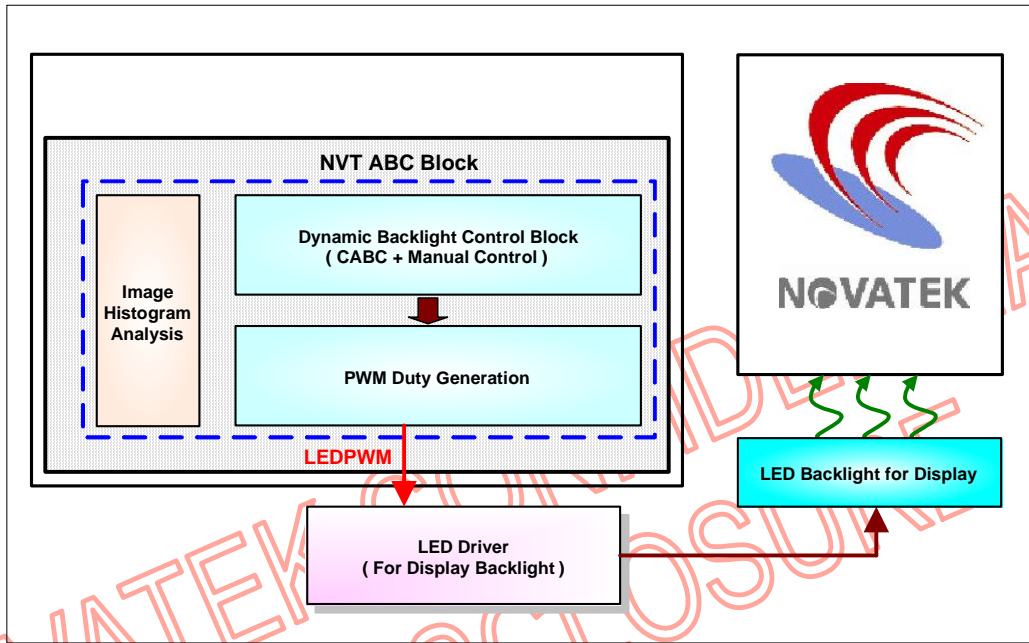 NVT ABC Block
Image
Histogram
Analysis
Dynamic Backlight Control Block
( CABC + Manual Control )
PWM Duty Generation
LEDPWM
LED Driver
( For Display Backlight )
NOVATEK
LED Backlight for Display